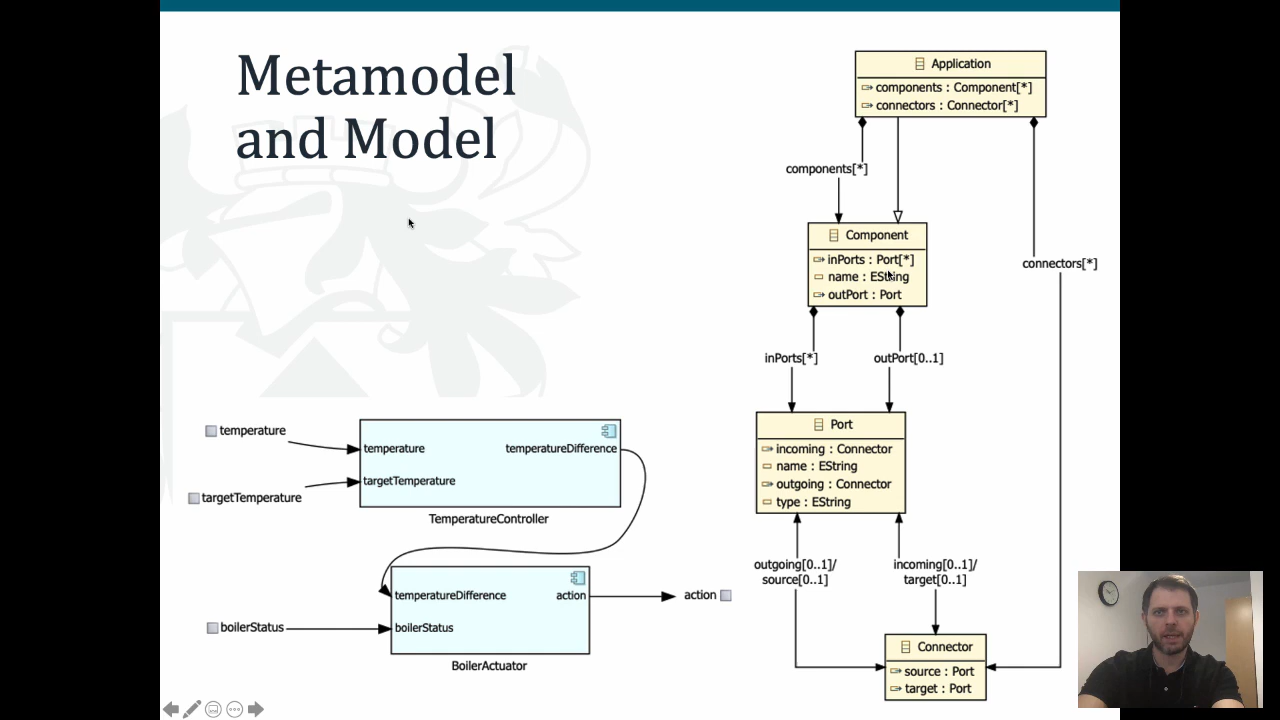 Metamodel
and Model
Application
components : Component[*]
connectors : Connector[*]
components[*]
connectors[*]
Component
inPorts : Port[*]
name : EString
outPort : Port
inPorts[*]
outPort[0..1]
Port
incoming : Connector
name : EString
outgoing : Connector
type : EString
outgoing[0..1]/
source[0..1]
incoming[0..1]/
target[0..1]
Connector
source : Port
target : Port
temperature
targetTemperature
temperature
temperatureDifference
targetTemperature
TemperatureController
boilerStatus
temperatureDifference
action
boilerStatus
BoilerActuator
action